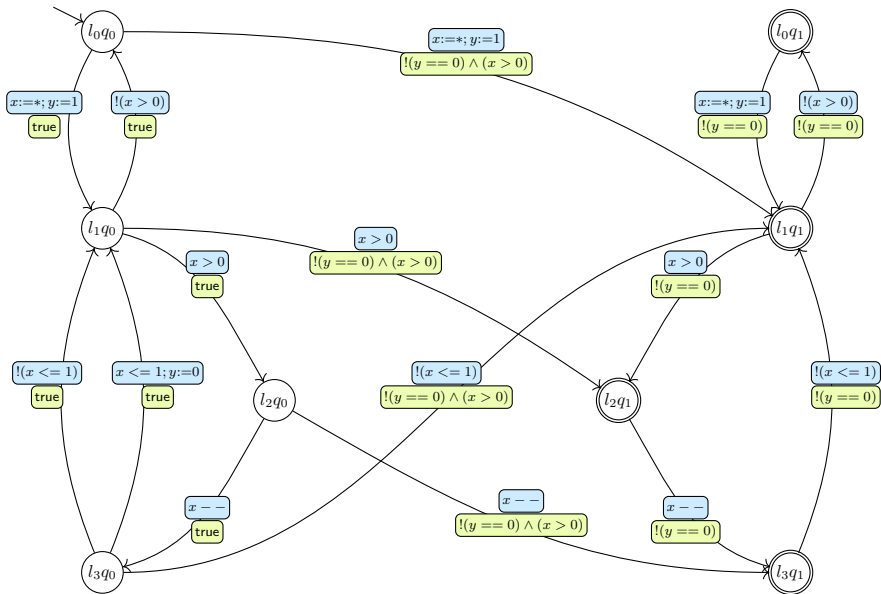 l₀q₀
l₀q₁
x:=∗; y:=1
!(y == 0) ∧ (x > 0)
x:=∗; y:=1
true
!(x > 0)
true
x:=∗; y:=1
!(y == 0)
!(x > 0)
!(y == 0)
l₁q₀
l₁q₁
x > 0
!(y == 0) ∧ (x > 0)
x > 0
true
x > 0
!(y == 0)
!(x <= 1)
true
x <= 1; y:=0
true
!(x <= 1)
!(y == 0) ∧ (x > 0)
!(x <= 1)
!(y == 0)
l₂q₀
l₂q₁
x − −
true
x − −
!(y == 0) ∧ (x > 0)
x − −
!(y == 0)
l₃q₀
l₃q₁